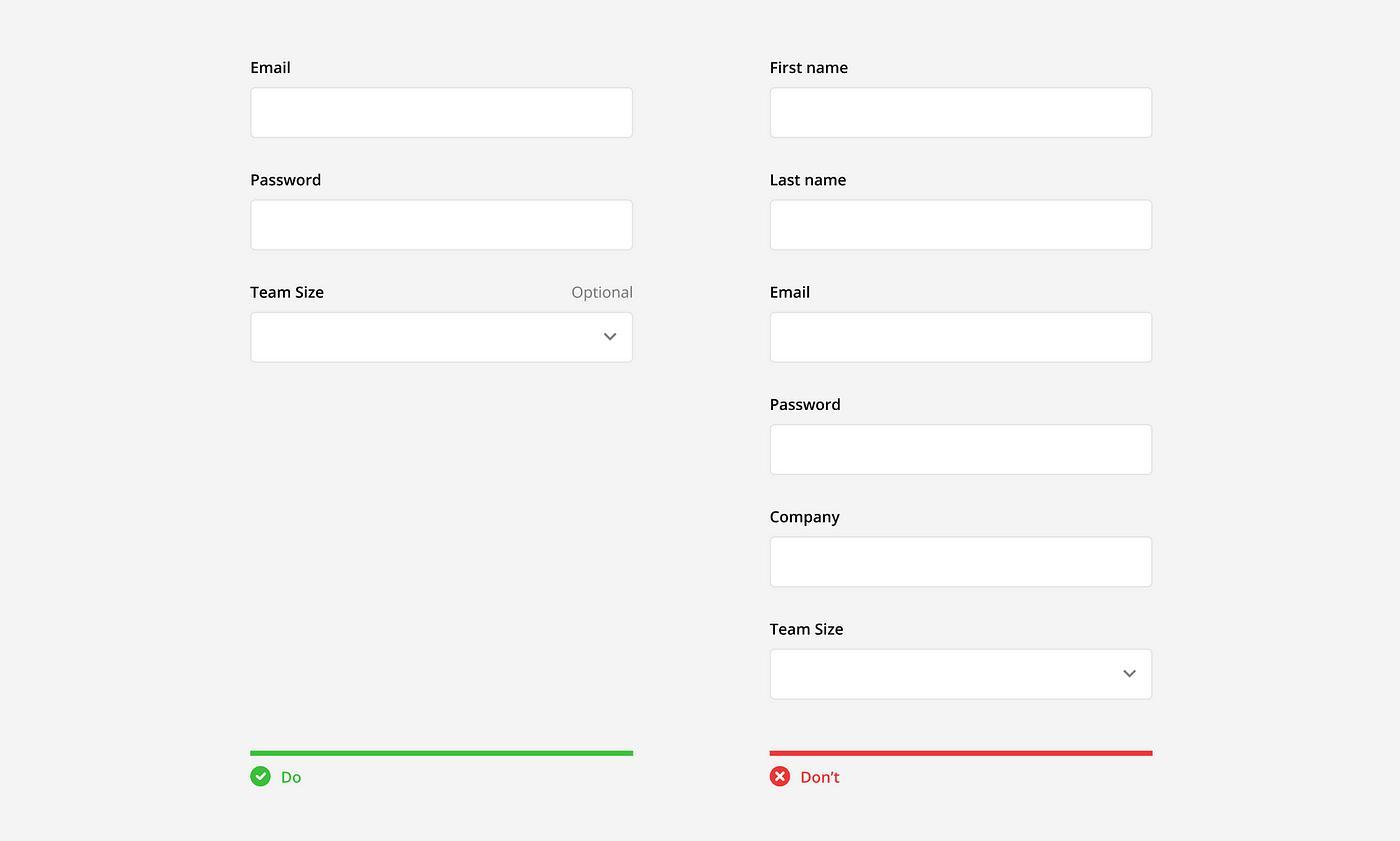 Email
Password
Team Size Optional
Do
First name
Last name
Email
Password
Company
Team Size
Don’t